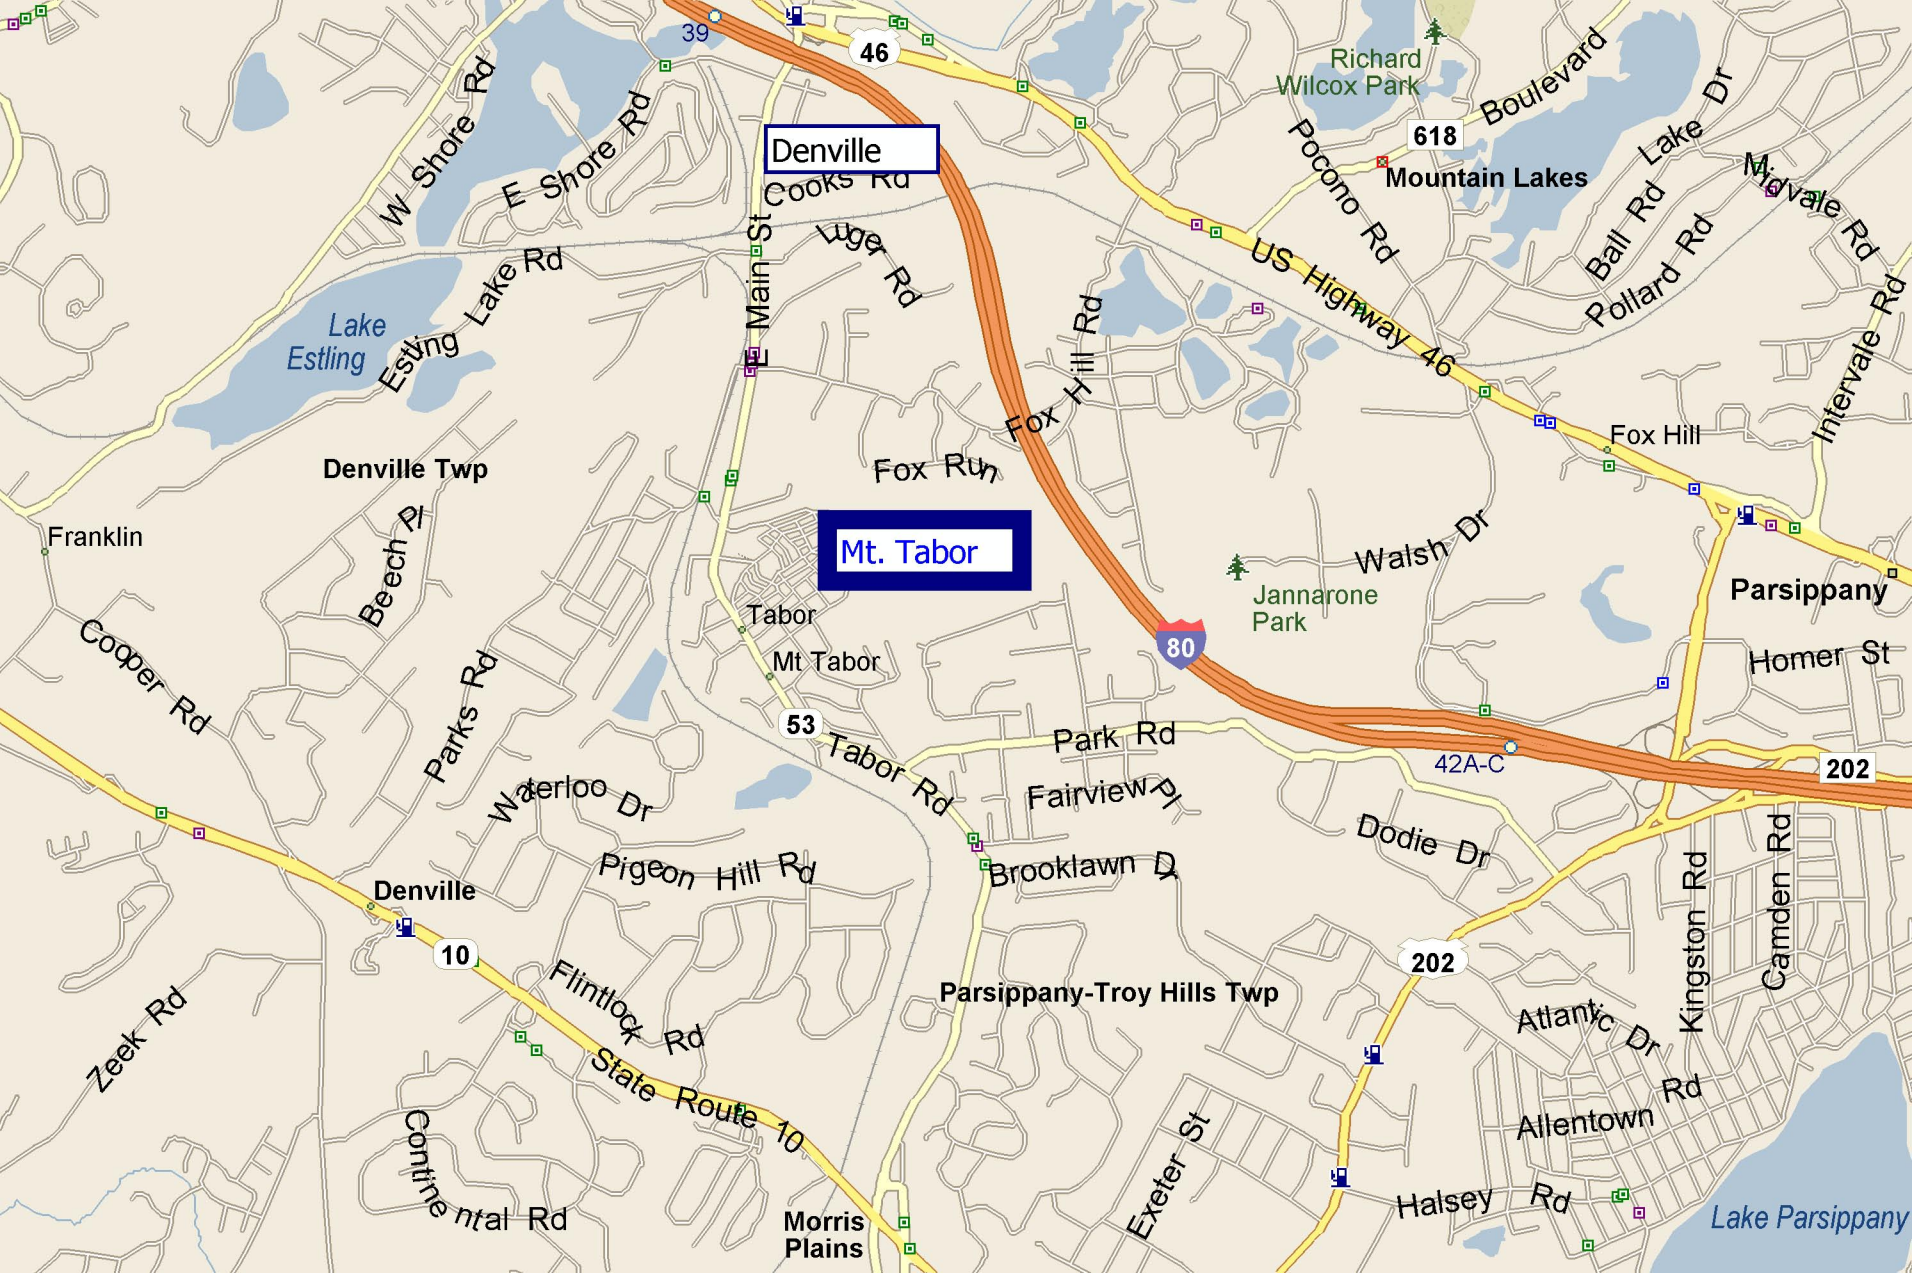 39
46
Richard
Wilcox Park
Boulevard
618
Mountain Lakes
Lake Dr
Midvale Rd
W Shore Rd
E Shore Rd
Denville
Cooks Rd
Luger Rd
E Main St
Pocono Rd
Ball Rd
Pollard Rd
Intervale Rd
US Highway 46
Lake
Estling
Estling Lake Rd
Fox Hill Rd
Fox Hill
Fox Run
Denville Twp
Beech Pl
Franklin
Mt. Tabor
Walsh Dr
Jannarone
Park
Parsippany
Homer St
80
Tabor
Mt Tabor
Cooper Rd
Parks Rd
53
Tabor Rd
Park Rd
42A-C
202
Fairview Pl
Waterloo Dr
Dodie Dr
Pigeon Hill Rd
Brooklawn Dr
Kingston Rd
Camden Rd
Denville
10
202
Flintlock Rd
Parsippany-Troy Hills Twp
Atlantic Dr
Zeek Rd
State Route 10
Allentown Rd
Continental Rd
Exeter St
Halsey Rd
Morris
Plains
Lake Parsippany